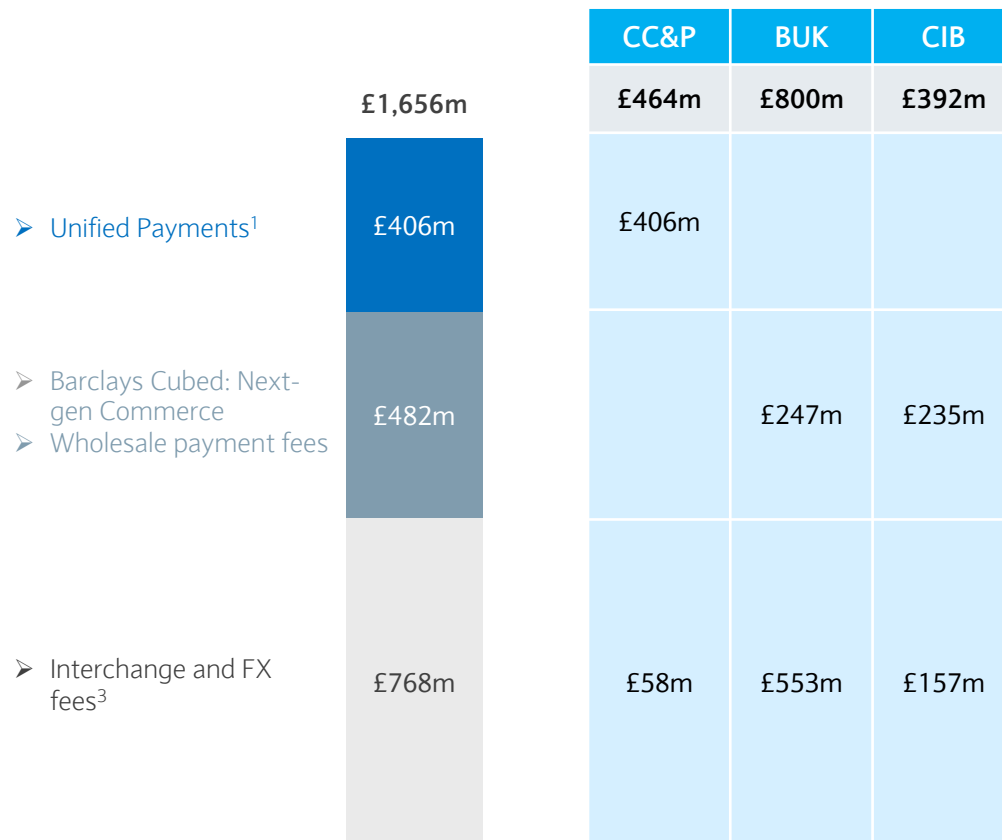 CC&P BUK CIB
£1,656m £464m £800m £392m
➢ Unified Payments¹ £406m £406m
➢ Barclays Cubed: Next-
gen Commerce
➢ Wholesale payment fees
£482m £247m £235m
➢ Interchange and FX
fees³
£768m £58m £553m £157m